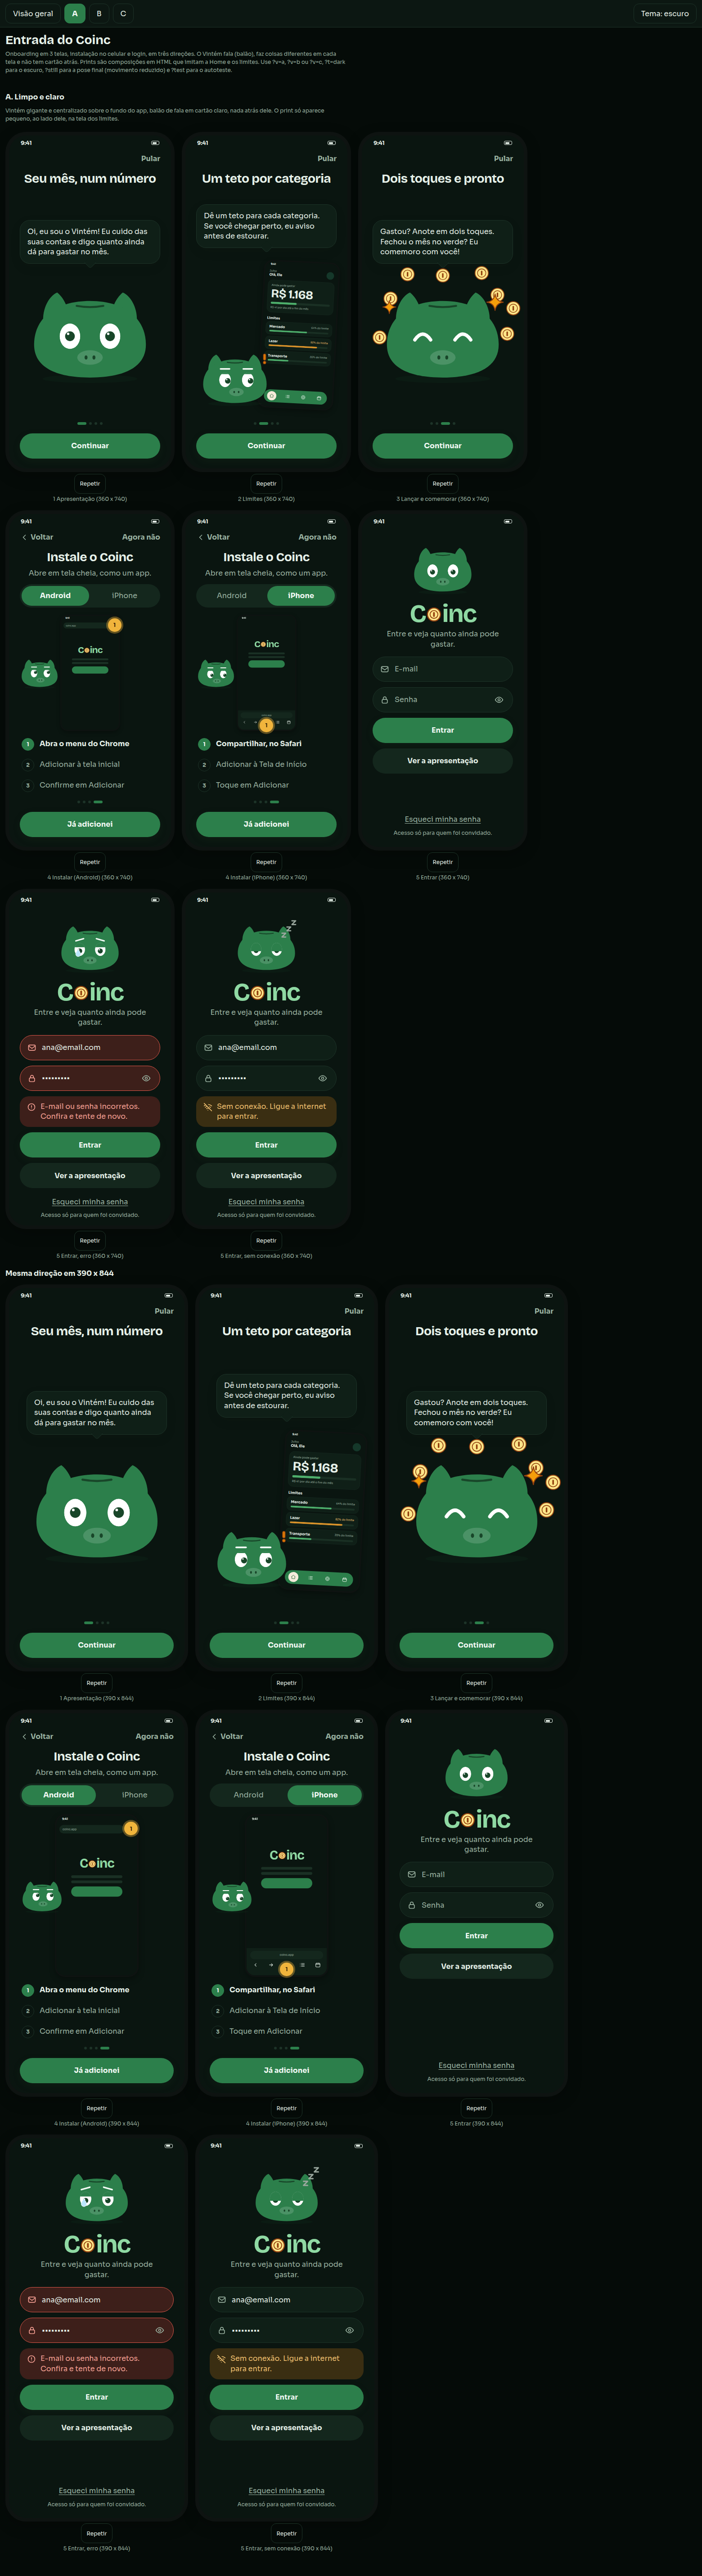 Visão geral
A
B
C
Tema: escuro
Entrada do Coinc
Onboarding em 3 telas, instalação no celular e login, em três direções. O Vintém fala (balão), faz coisas diferentes em cada
tela e não tem cartão atrás. Prints são composições em HTML que imitam a Home e os limites. Use ?v=a, ?v=b ou ?v=c, ?t=dark
para o escuro, ?still para a pose final (movimento reduzido) e ?test para o autoteste.
A. Limpo e claro
Vintém gigante e centralizado sobre o fundo do app, balão de fala em cartão claro, nada atrás dele. O print só aparece
pequeno, ao lado dele, na tela dos limites.
9:41
Pular
Seu mês, num número
Oi, eu sou o Vintém! Eu cuido das
suas contas e digo quanto ainda
dá para gastar no mês.
Continuar
Repetir
1 Apresentação (360 x 740)
9:41
Pular
Um teto por categoria
Dê um teto para cada categoria.
Se você chegar perto, eu aviso
antes de estourar.
R$ 1.168
Limites
Mercado
Lazer
Transporte
Continuar
Repetir
2 Limites (360 x 740)
9:41
Pular
Dois toques e pronto
Gastou? Anote em dois toques.
Fechou o mês no verde? Eu
comemoro com você!
Continuar
Repetir
3 Lançar e comemorar (360 x 740)
9:41
Voltar
Agora não
Instale o Coinc
Abre em tela cheia, como um app.
Android
iPhone
1
Coinc
1 Abra o menu do Chrome
2 Adicionar à tela inicial
3 Confirme em Adicionar
Já adicionei
Repetir
4 Instalar (Android) (360 x 740)
9:41
Voltar
Agora não
Instale o Coinc
Abre em tela cheia, como um app.
Android
iPhone
Coinc
1
1 Compartilhar, no Safari
2 Adicionar à Tela de Início
3 Toque em Adicionar
Já adicionei
Repetir
4 Instalar (iPhone) (360 x 740)
9:41
Coinc
Entre e veja quanto ainda pode
gastar.
E-mail
Senha
Entrar
Ver a apresentação
Esqueci minha senha
Acesso só para quem foi convidado.
Repetir
5 Entrar (360 x 740)
9:41
Coinc
Entre e veja quanto ainda pode
gastar.
ana@email.com
•••••••••
E-mail ou senha incorretos.
Confira e tente de novo.
Entrar
Ver a apresentação
Esqueci minha senha
Acesso só para quem foi convidado.
Repetir
5 Entrar, erro (360 x 740)
9:41
z
z
z
Coinc
Entre e veja quanto ainda pode
gastar.
ana@email.com
•••••••••
Sem conexão. Ligue a internet
para entrar.
Entrar
Ver a apresentação
Esqueci minha senha
Acesso só para quem foi convidado.
Repetir
5 Entrar, sem conexão (360 x 740)
Mesma direção em 390 x 844
9:41
Pular
Seu mês, num número
Oi, eu sou o Vintém! Eu cuido das
suas contas e digo quanto ainda
dá para gastar no mês.
Continuar
Repetir
1 Apresentação (390 x 844)
9:41
Pular
Um teto por categoria
Dê um teto para cada categoria.
Se você chegar perto, eu aviso
antes de estourar.
R$ 1.168
Limites
Mercado
Lazer
Transporte
Continuar
Repetir
2 Limites (390 x 844)
9:41
Pular
Dois toques e pronto
Gastou? Anote em dois toques.
Fechou o mês no verde? Eu
comemoro com você!
Continuar
Repetir
3 Lançar e comemorar (390 x 844)
9:41
Voltar
Agora não
Instale o Coinc
Abre em tela cheia, como um app.
Android
iPhone
1
Coinc
1 Abra o menu do Chrome
2 Adicionar à tela inicial
3 Confirme em Adicionar
Já adicionei
Repetir
4 Instalar (Android) (390 x 844)
9:41
Voltar
Agora não
Instale o Coinc
Abre em tela cheia, como um app.
Android
iPhone
Coinc
1
1 Compartilhar, no Safari
2 Adicionar à Tela de Início
3 Toque em Adicionar
Já adicionei
Repetir
4 Instalar (iPhone) (390 x 844)
9:41
Coinc
Entre e veja quanto ainda pode
gastar.
E-mail
Senha
Entrar
Ver a apresentação
Esqueci minha senha
Acesso só para quem foi convidado.
Repetir
5 Entrar (390 x 844)
9:41
Coinc
Entre e veja quanto ainda pode
gastar.
ana@email.com
•••••••••
E-mail ou senha incorretos.
Confira e tente de novo.
Entrar
Ver a apresentação
Esqueci minha senha
Acesso só para quem foi convidado.
Repetir
5 Entrar, erro (390 x 844)
9:41
z
z
z
Coinc
Entre e veja quanto ainda pode
gastar.
ana@email.com
•••••••••
Sem conexão. Ligue a internet
para entrar.
Entrar
Ver a apresentação
Esqueci minha senha
Acesso só para quem foi convidado.
Repetir
5 Entrar, sem conexão (390 x 844)